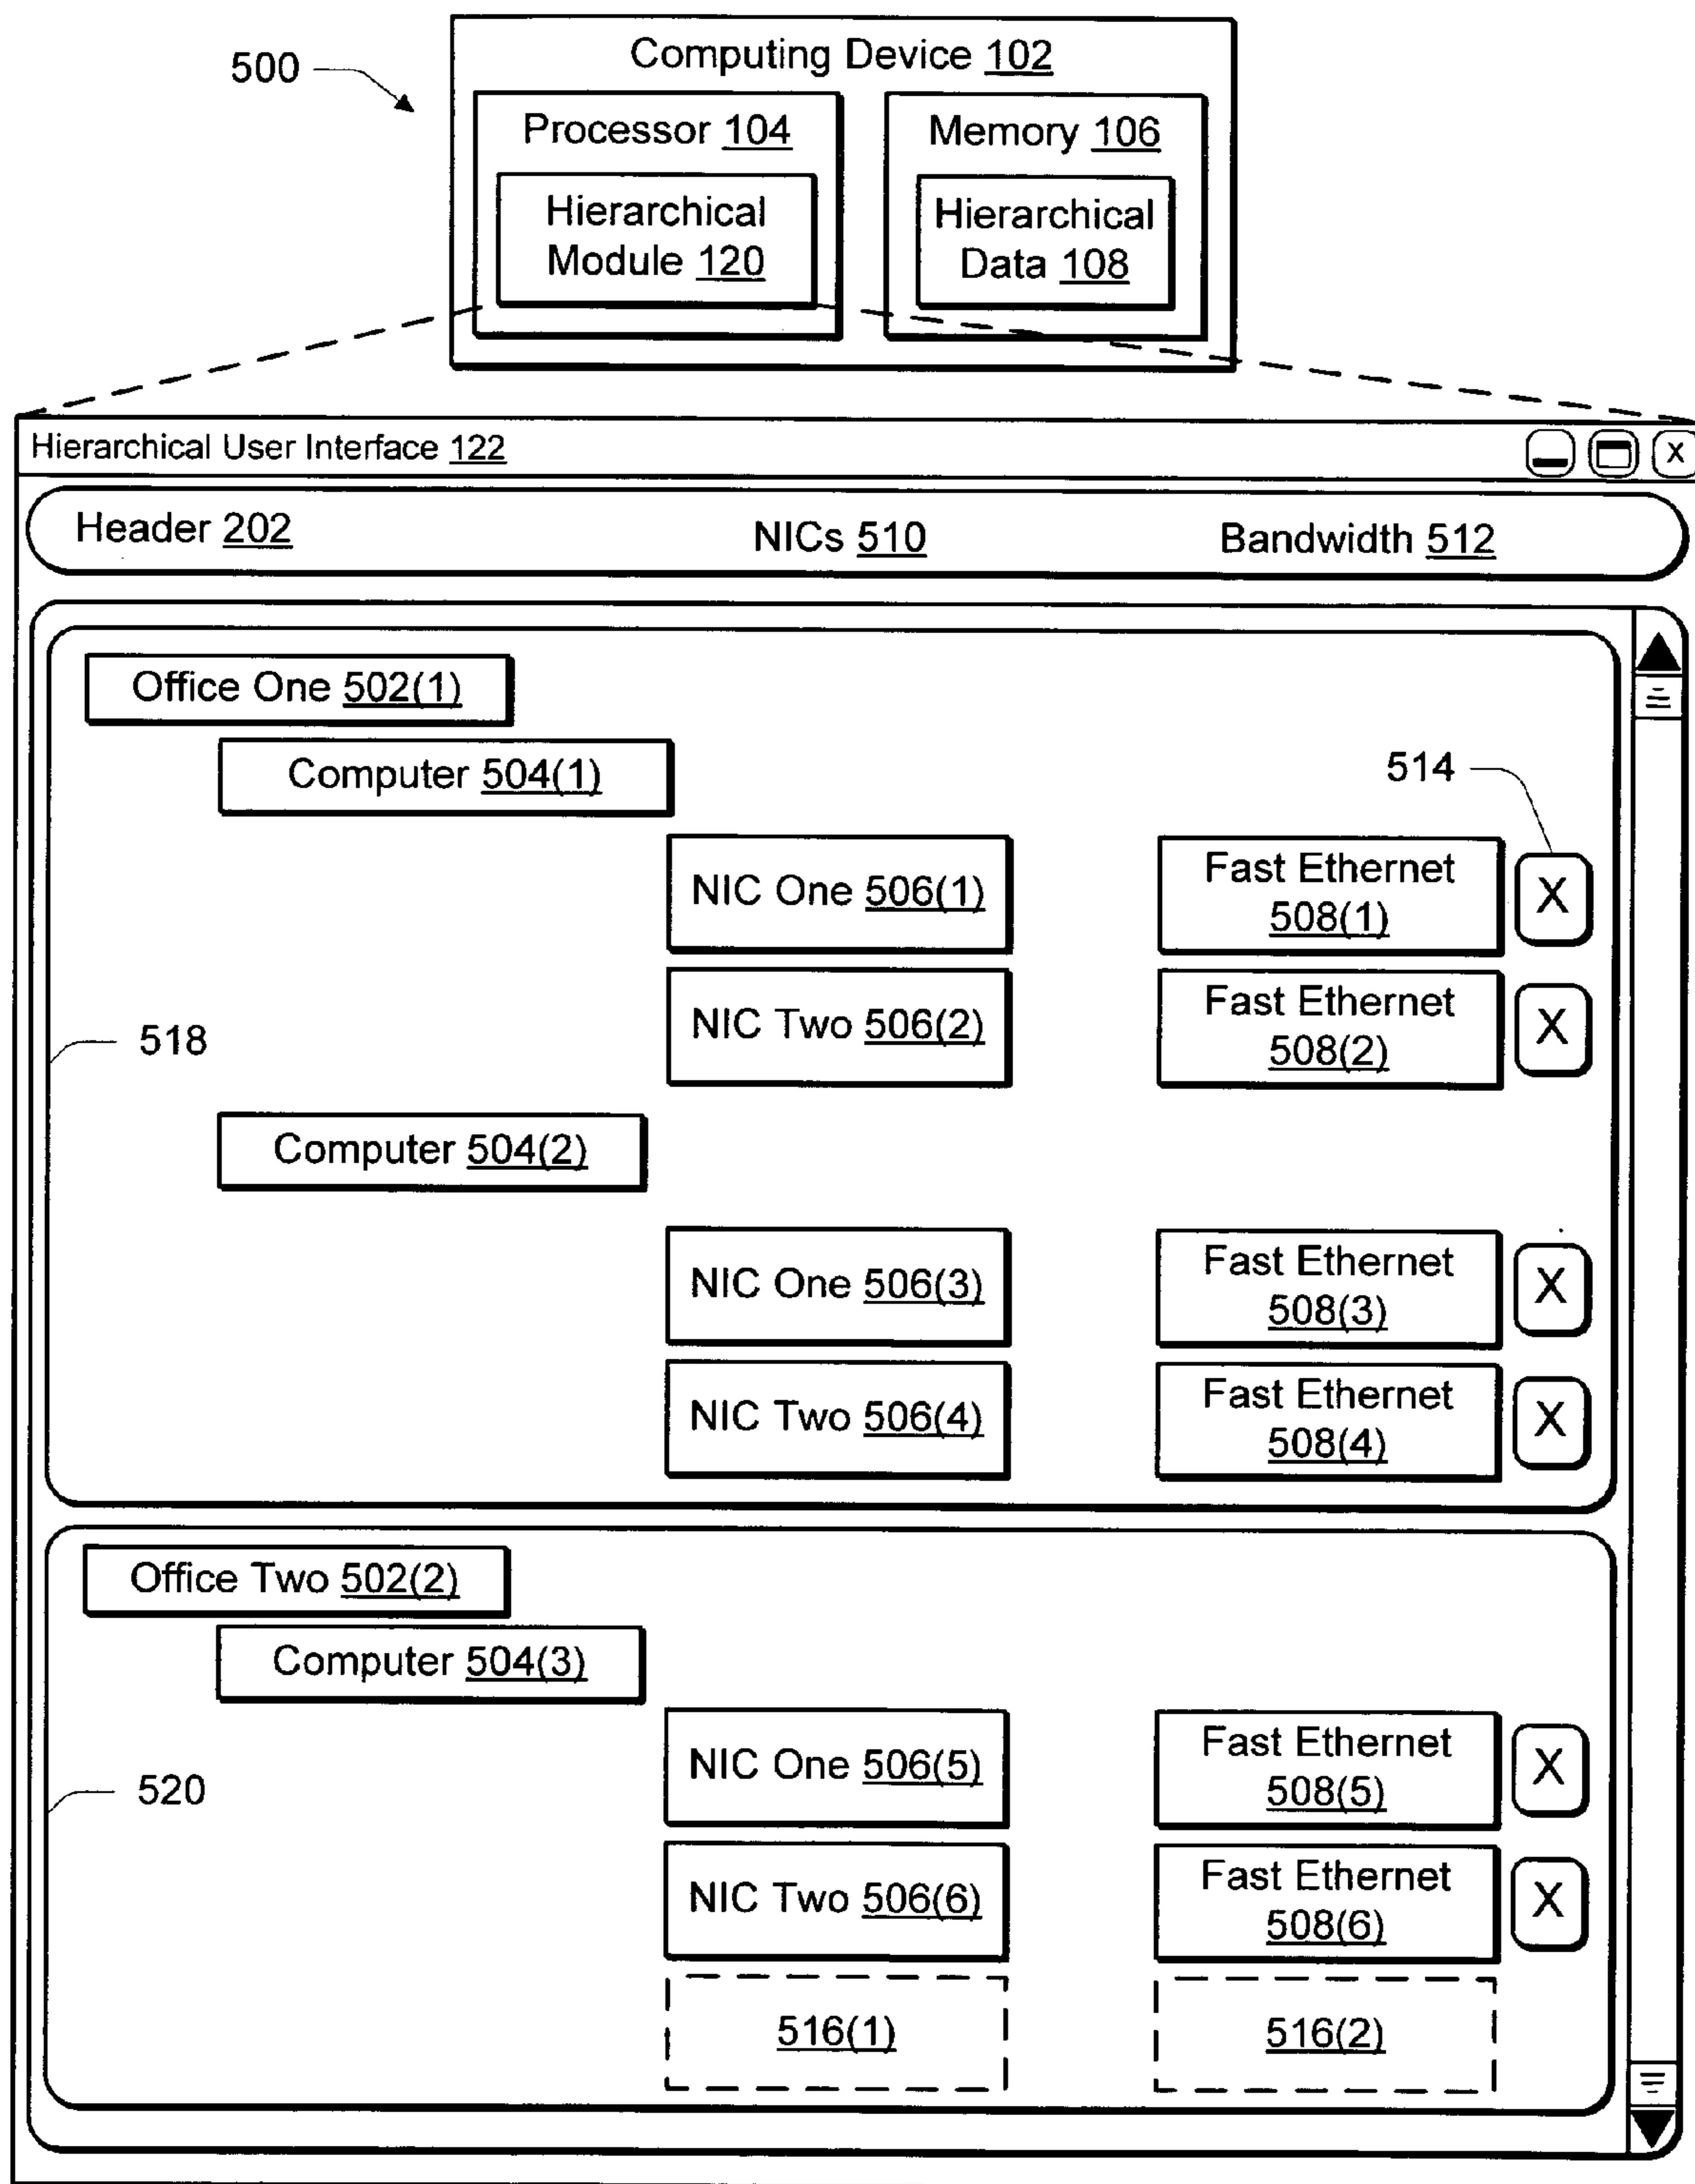 500
Computing Device 102
Processor 104
Memory 106
Hierarchical
Module 120
Hierarchical
Data 108
Hierarchical User Interface 122
X
Header 202
NICs 510
Bandwidth 512
Office One 502(1)
Computer 504(1)
514
NIC One 506(1)
Fast Ethernet
508(1)
X
NIC Two 506(2)
Fast Ethernet
508(2)
X
518
Computer 504(2)
NIC One 506(3)
Fast Ethernet
508(3)
X
NIC Two 506(4)
Fast Ethernet
508(4)
X
Office Two 502(2)
Computer 504(3)
NIC One 506(5)
Fast Ethernet
508(5)
X
520
NIC Two 506(6)
Fast Ethernet
508(6)
X
516(1)
516(2)